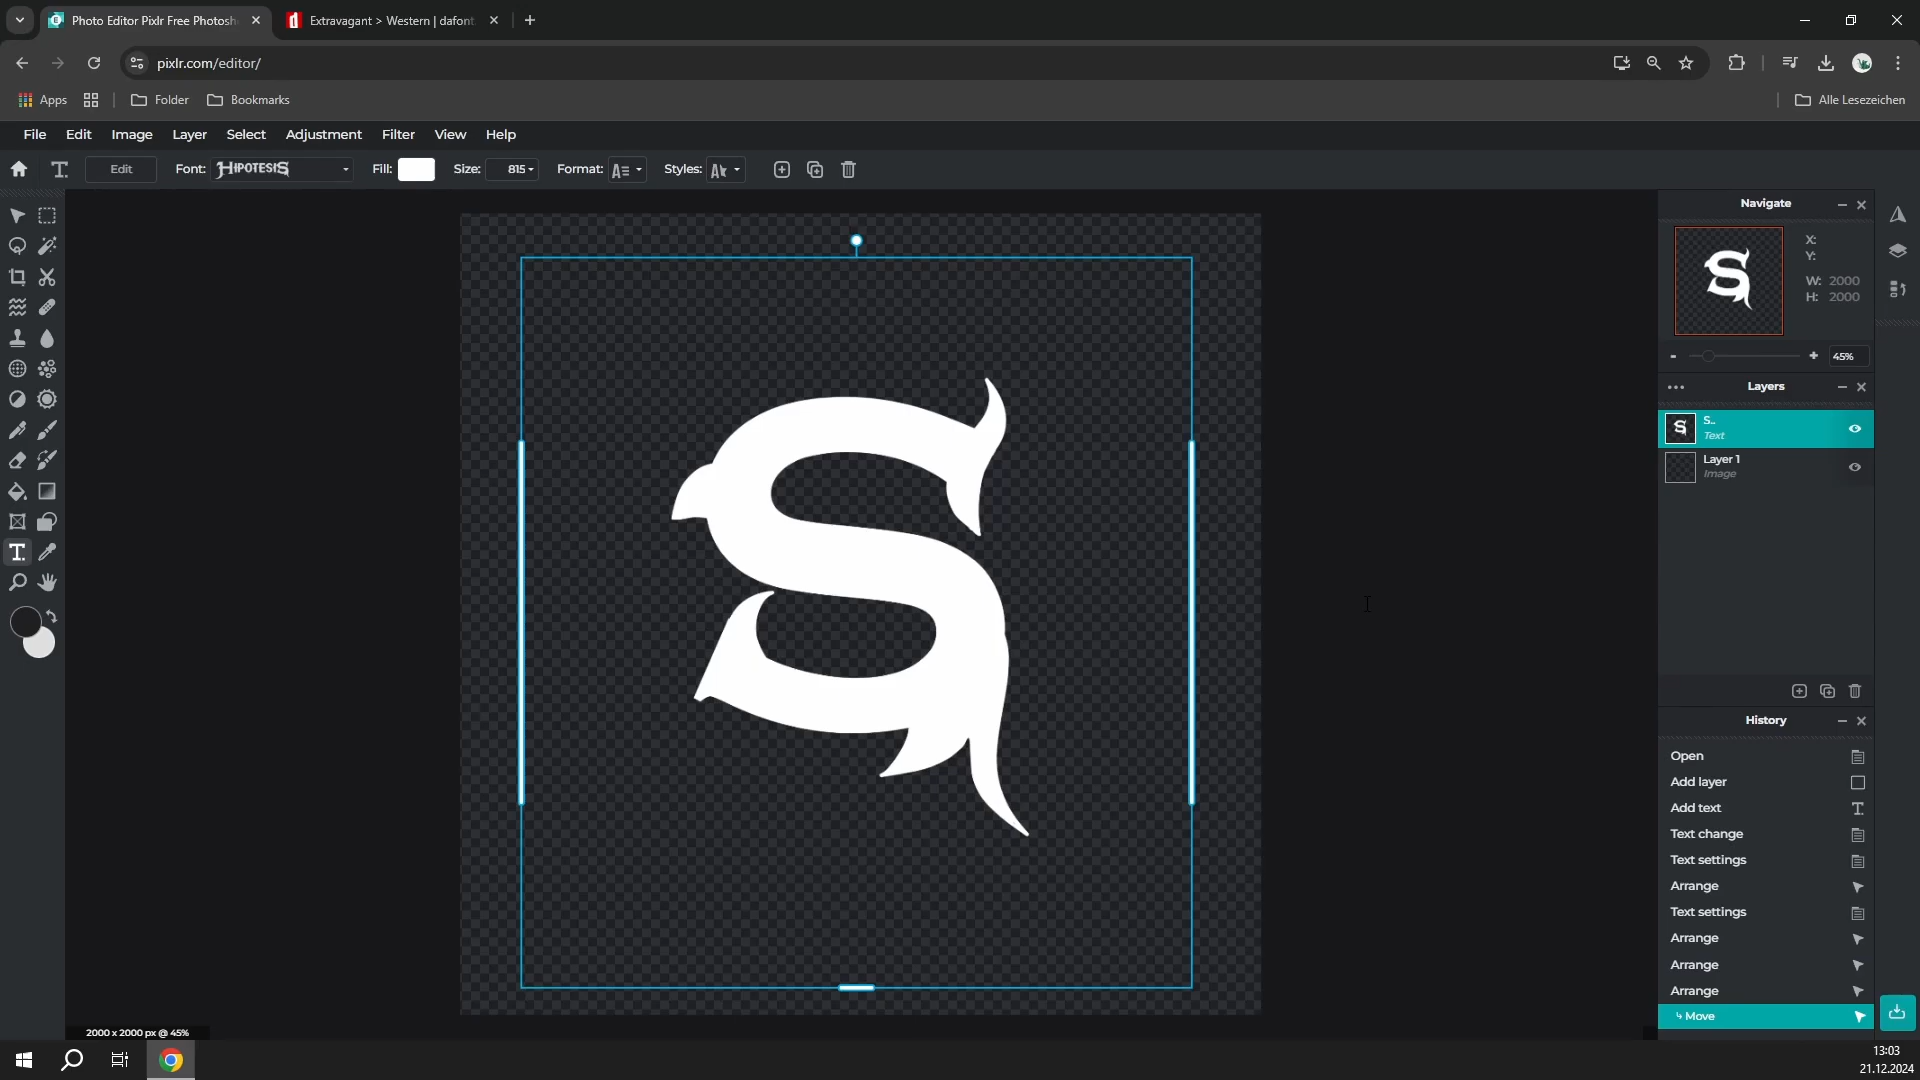 Photo Editor Pixlr Free Photosh
Extravagant > Western | dafont
pixlr.com/editor/
Apps
Folder
Bookmarks
Alle Lesezeichen
File Edit Image Layer Select Adjustment Filter View Help
Edit Font: HIPOTESIS Fill: Size: 815 Format: Styles:
Navigate
X:
Y:
W: 2000
H: 2000
45%
Layers
S..
Text
Layer 1
Image
S
History
Open
Add layer
Add text
Text change
Text settings
Arrange
Text settings
Arrange
Arrange
Arrange
Move
2000 x 2000 px @ 45%
13:03
21.12.2024